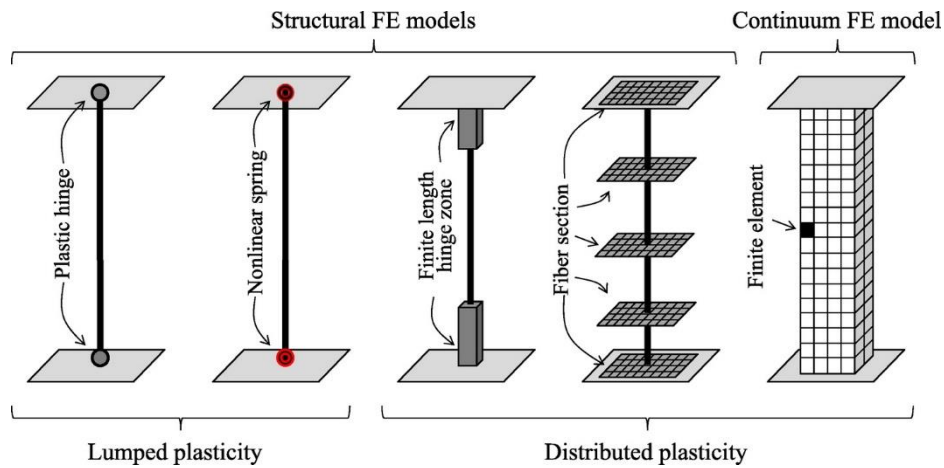 Structural FE models
Continuum FE model
Plastic hinge
Nonlinear spring
Finite length
hinge zone
Fiber section
Finite element
Lumped plasticity
Distributed plasticity